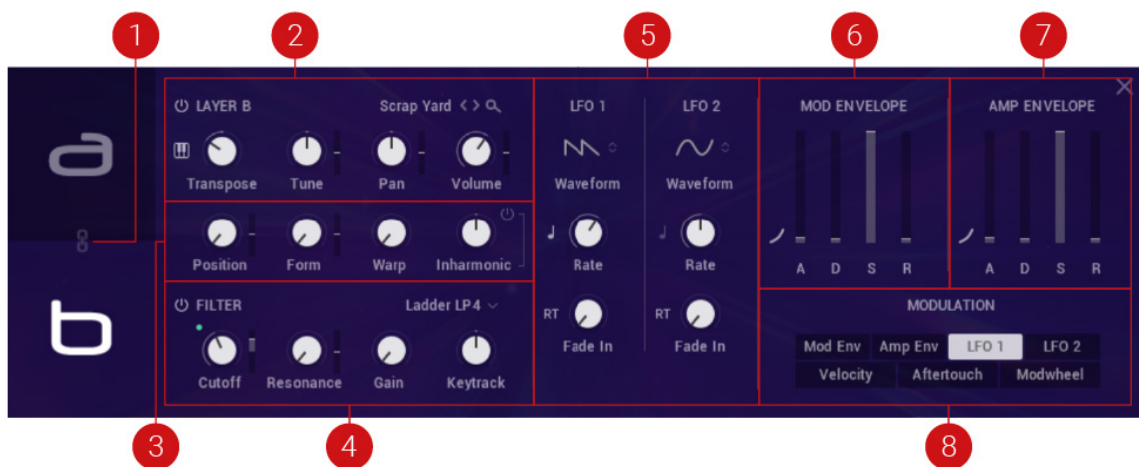 1 2 5 6 7
LAYER B Scrap Yard
Transpose Tune Pan Volume
Position Form Warp Inharmonic
FILTER Ladder LP4
Cutoff Resonance Gain Keytrack
a
b
LFO 1 LFO 2
Waveform Waveform
Rate Rate
RT RT
Fade In Fade In
MOD ENVELOPE
A D S R
AMP ENVELOPE
A D S R
MODULATION
Mod Env Amp Env LFO 1 LFO 2
Velocity Aftertouch Modwheel
3 4 8